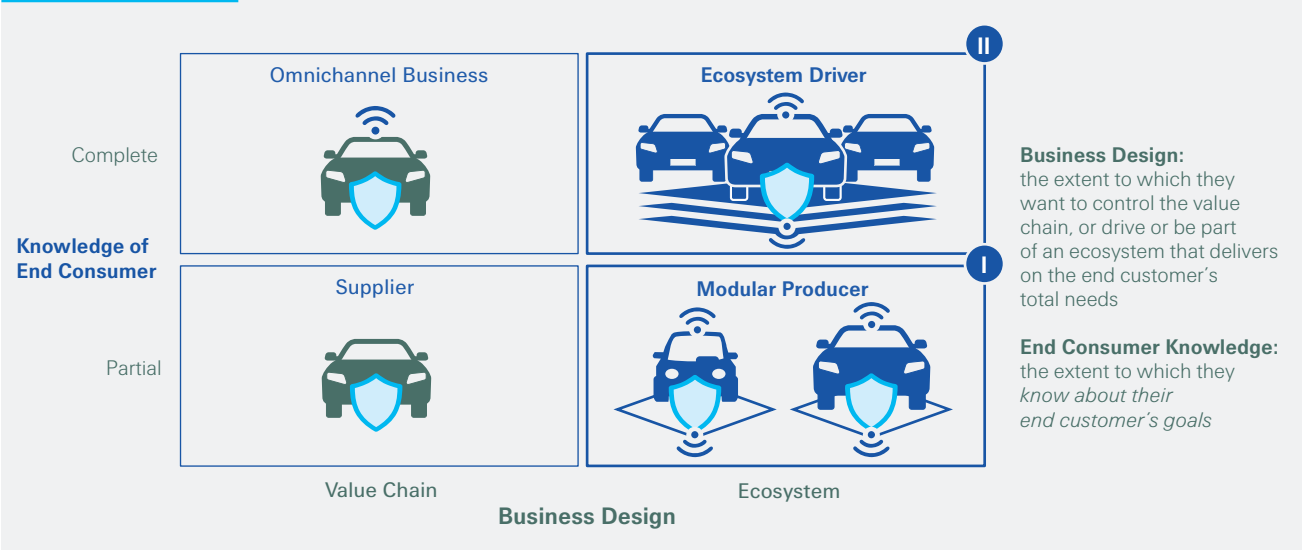 II
Omnichannel Business
Ecosystem Driver
Complete
Knowledge of
End Consumer
I
Supplier
Modular Producer
Partial
Value Chain
Ecosystem
Business Design
Business Design:
the extent to which they
want to control the value
chain, or drive or be part
of an ecosystem that delivers
on the end customer’s
total needs
End Consumer Knowledge:
the extent to which they
know about their
end customer’s goals